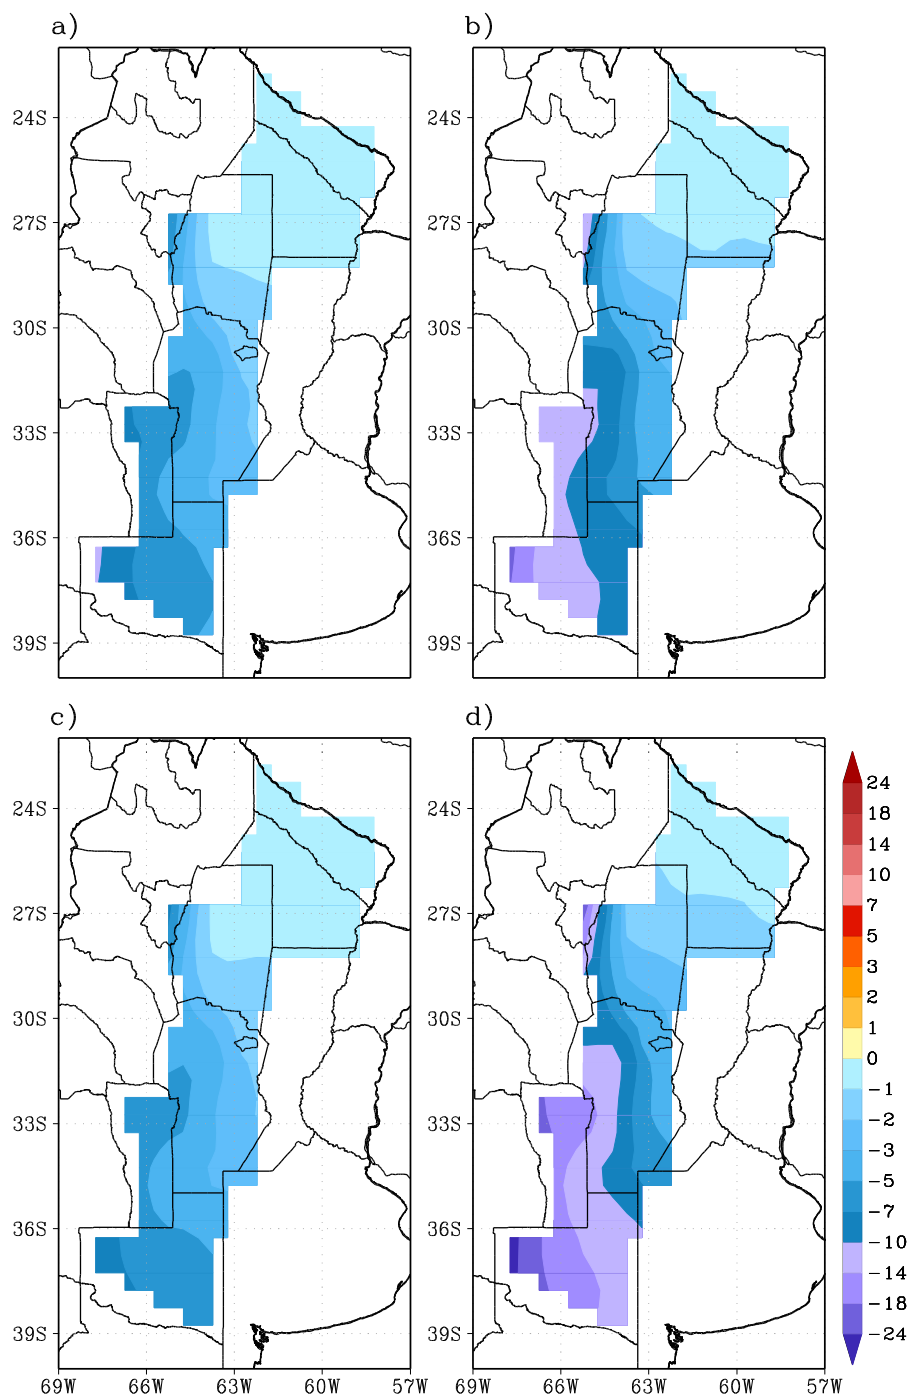 a) b)
24S 24S
27S 27S
30S 30S
33S 33S
36S 36S
39S 39S
c) d)
24
24S 24S 18
14
10
27S 27S 7
5
3
2
30S 30S 1
0
-1
-2
33S 33S -3
-5
-7
36S 36S -10
-14
-18
39S 39S -24
69W 66W 63W 60W 57W 69W 66W 63W 60W 57W